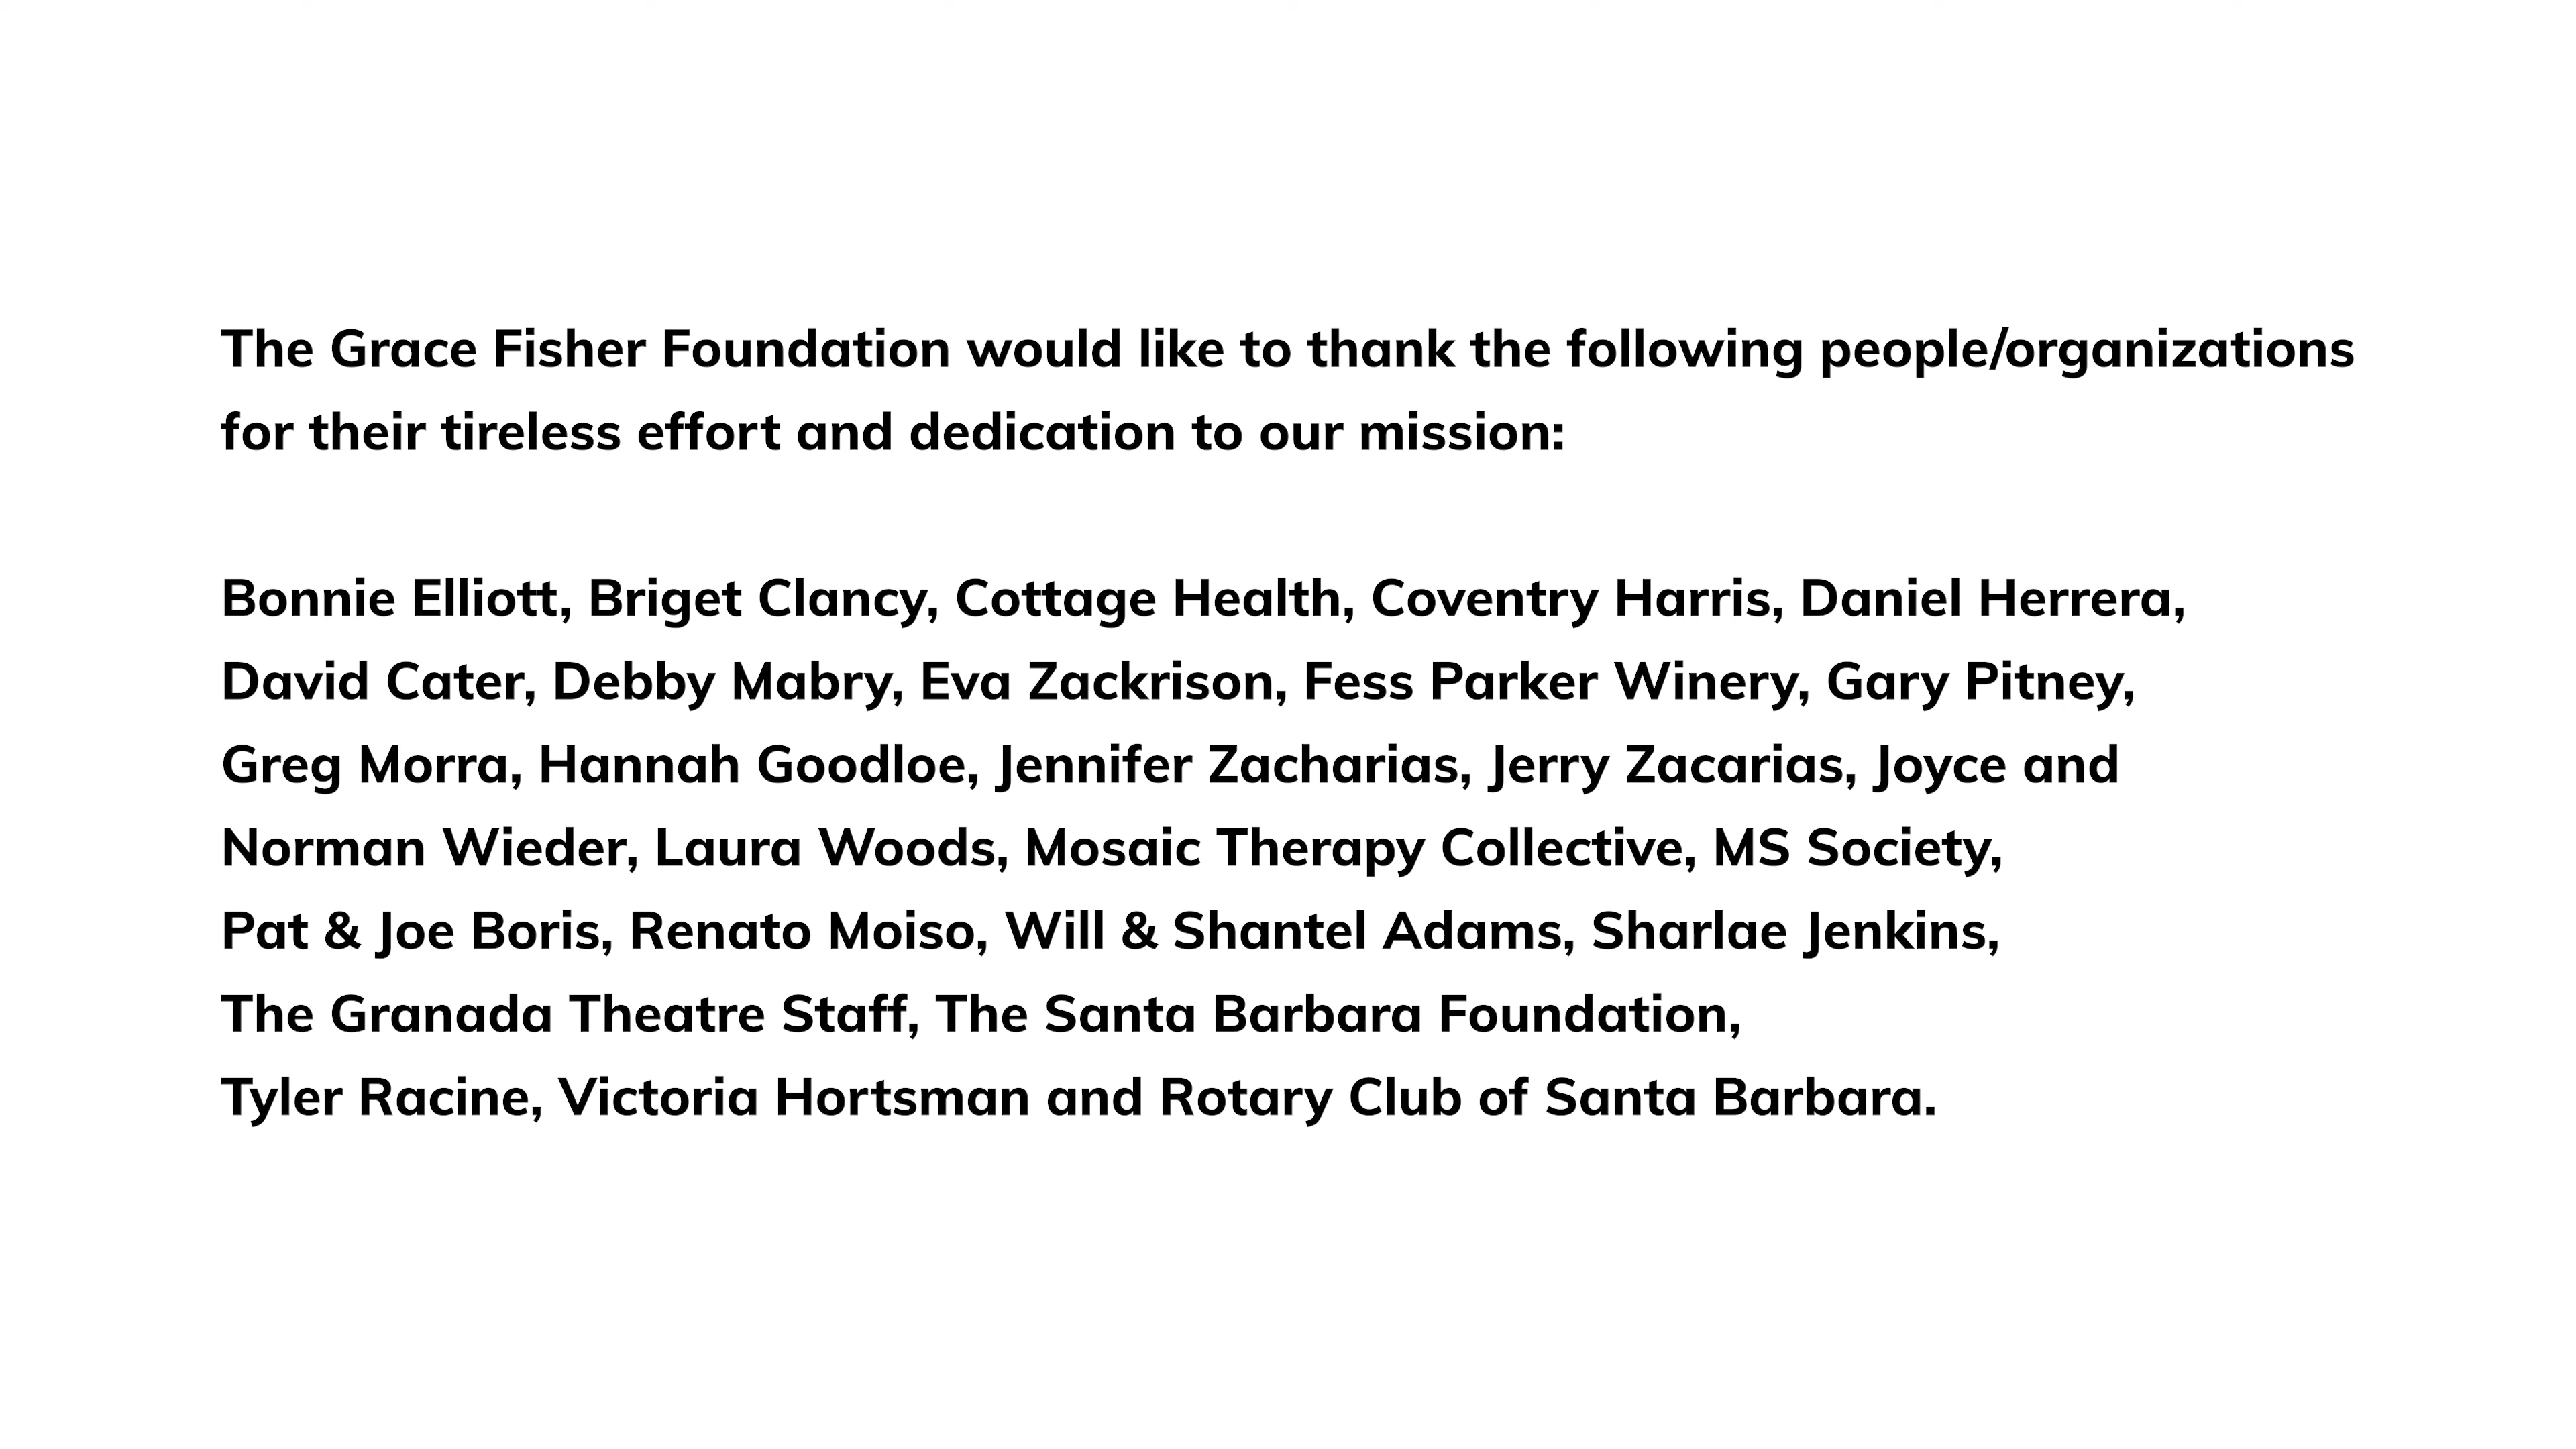 The Grace Fisher Foundation would like to thank the following people/organizations
for their tireless effort and dedication to our mission:
Bonnie Elliott, Briget Clancy, Cottage Health, Coventry Harris, Daniel Herrera,
David Cater, Debby Mabry, Eva Zackrison, Fess Parker Winery, Gary Pitney,
Greg Morra, Hannah Goodloe, Jennifer Zacharias, Jerry Zacarias, Joyce and
Norman Wieder, Laura Woods, Mosaic Therapy Collective, MS Society,
Pat & Joe Boris, Renato Moiso, Will & Shantel Adams, Sharlae Jenkins,
The Granada Theatre Staff, The Santa Barbara Foundation,
Tyler Racine, Victoria Hortsman and Rotary Club of Santa Barbara.